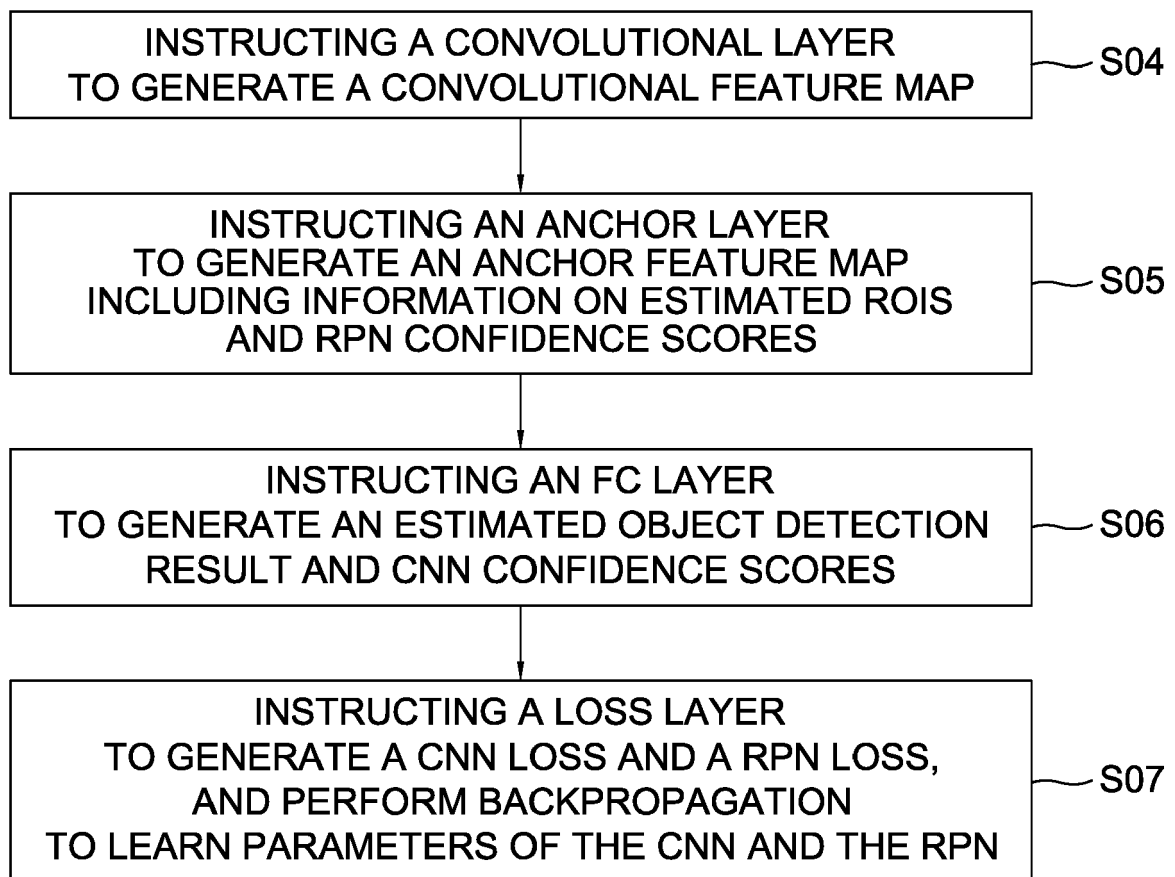 INSTRUCTING A CONVOLUTIONAL LAYER
TO GENERATE A CONVOLUTIONAL FEATURE MAP
S04
INSTRUCTING AN ANCHOR LAYER
TO GENERATE AN ANCHOR FEATURE MAP
INCLUDING INFORMATION ON ESTIMATED ROIS
AND RPN CONFIDENCE SCORES
S05
INSTRUCTING AN FC LAYER
TO GENERATE AN ESTIMATED OBJECT DETECTION
RESULT AND CNN CONFIDENCE SCORES
S06
INSTRUCTING A LOSS LAYER
TO GENERATE A CNN LOSS AND A RPN LOSS,
AND PERFORM BACKPROPAGATION
TO LEARN PARAMETERS OF THE CNN AND THE RPN
S07